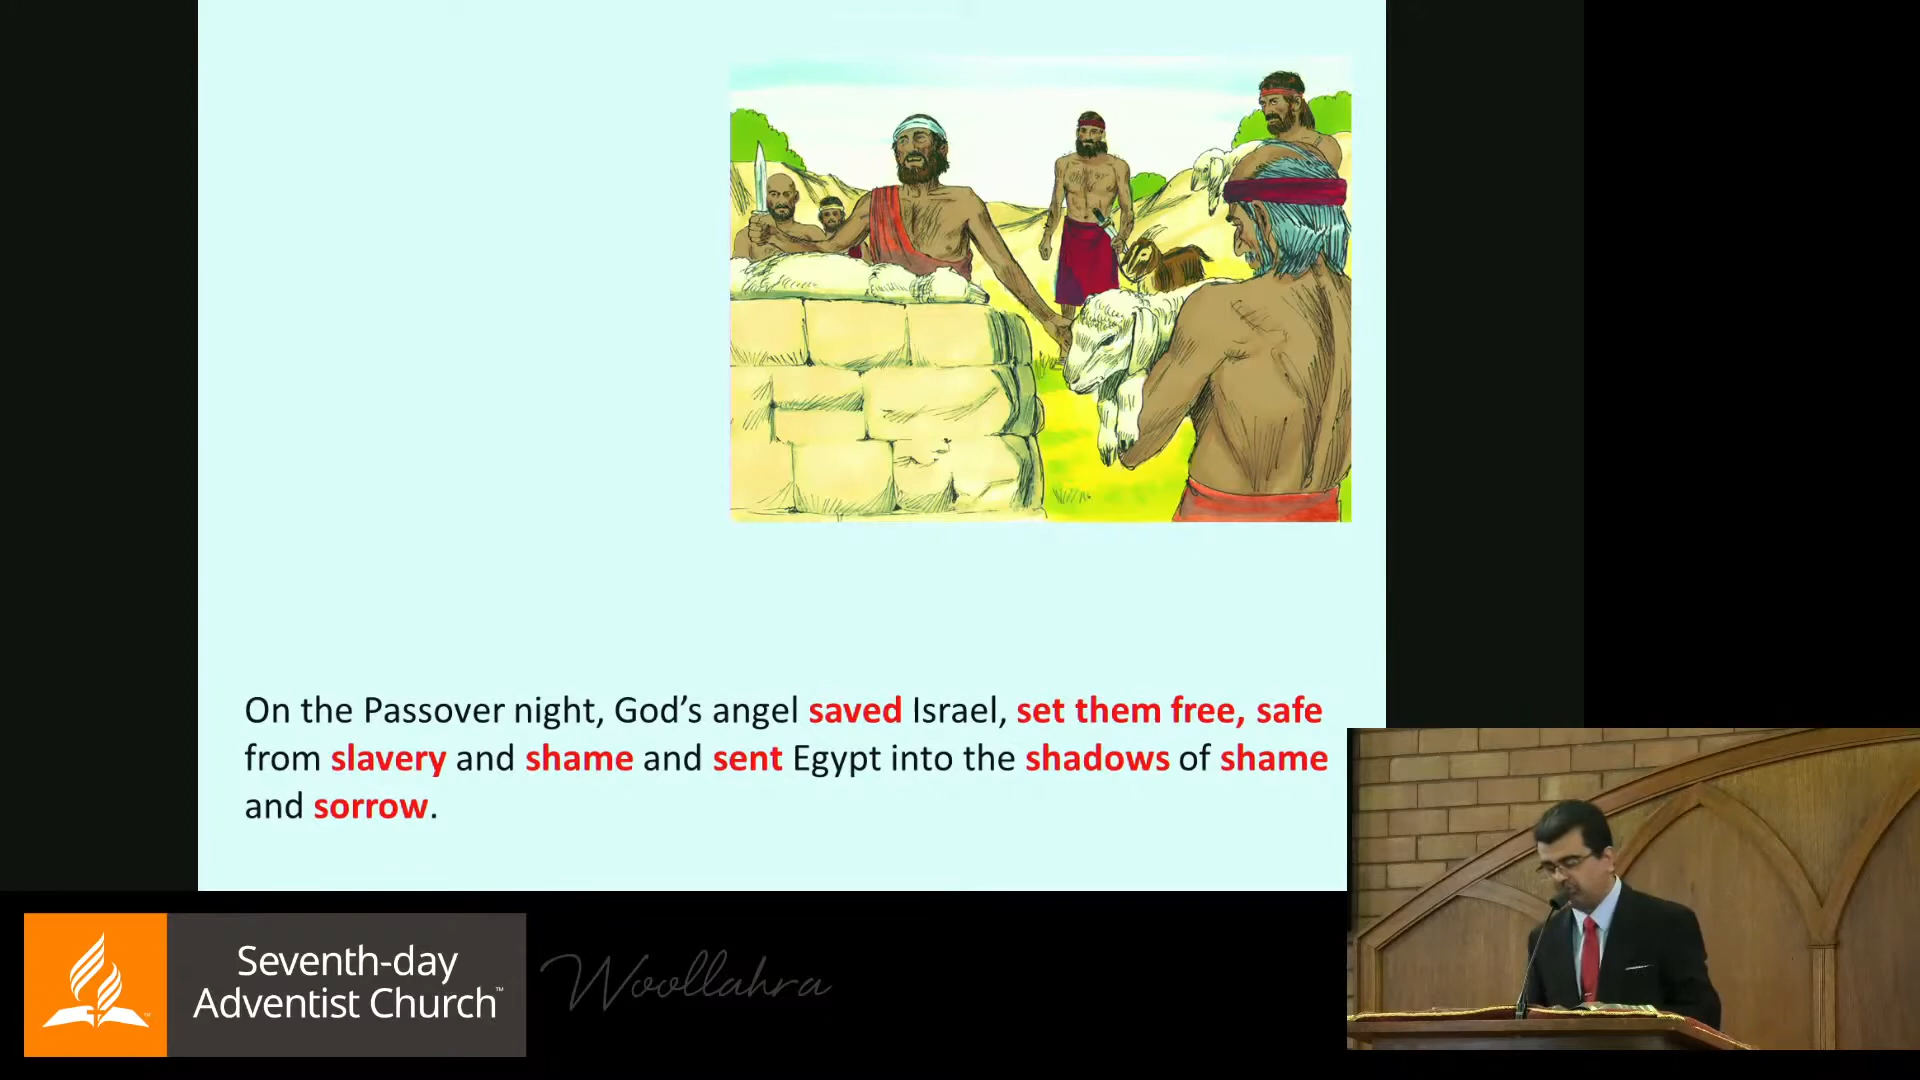 On the Passover night, God’s angel saved Israel, set them free, safe
from slavery and shame and sent Egypt into the shadows of shame
and sorrow.
Seventh-day
Adventist Church™
Woollahra